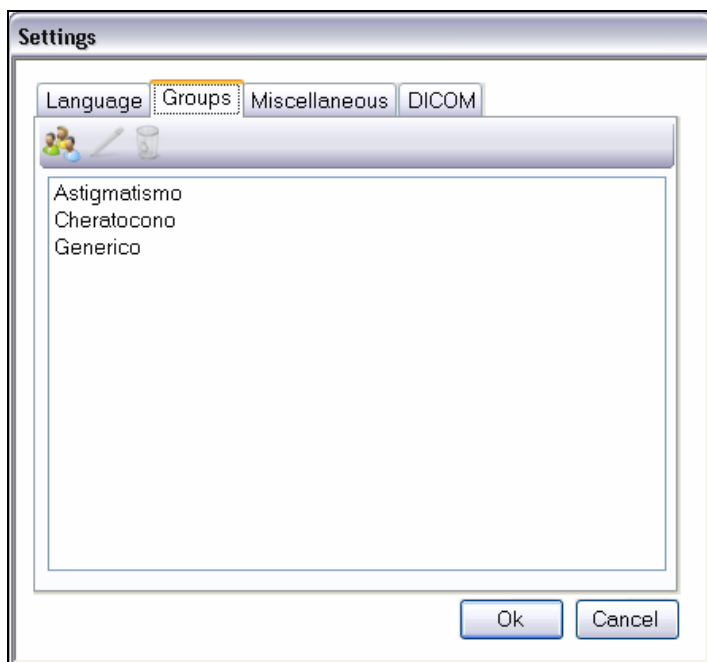 Settings
Language Groups Miscellaneous DICOM
Astigmatismo
Cheratocono
Generico
Ok Cancel